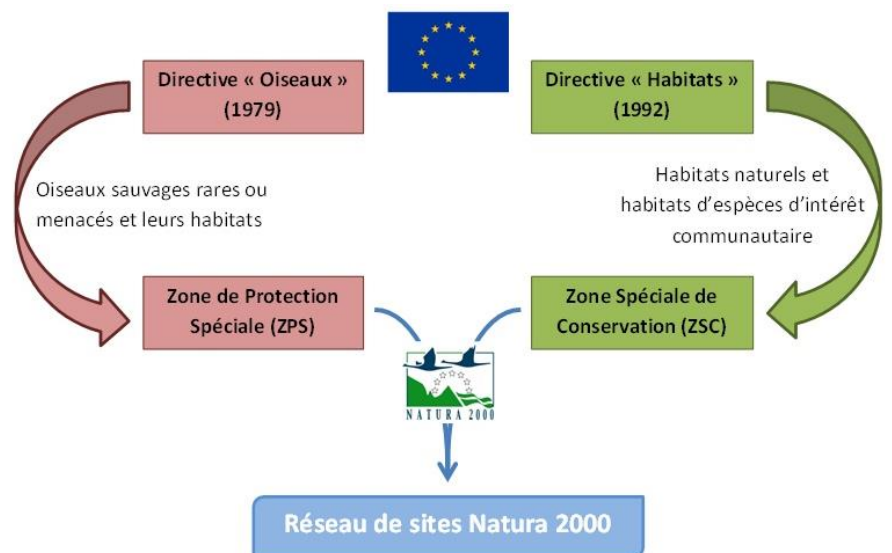 Directive « Oiseaux »
(1979)
Directive « Habitats »
(1992)
Oiseaux sauvages rares ou
menacés et leurs habitats
Habitats naturels et
habitats d’espèces d’intérêt
communautaire
Zone de Protection
Spéciale (ZPS)
Zone Spéciale de
Conservation (ZSC)
NATURA 2000
Réseau de sites Natura 2000